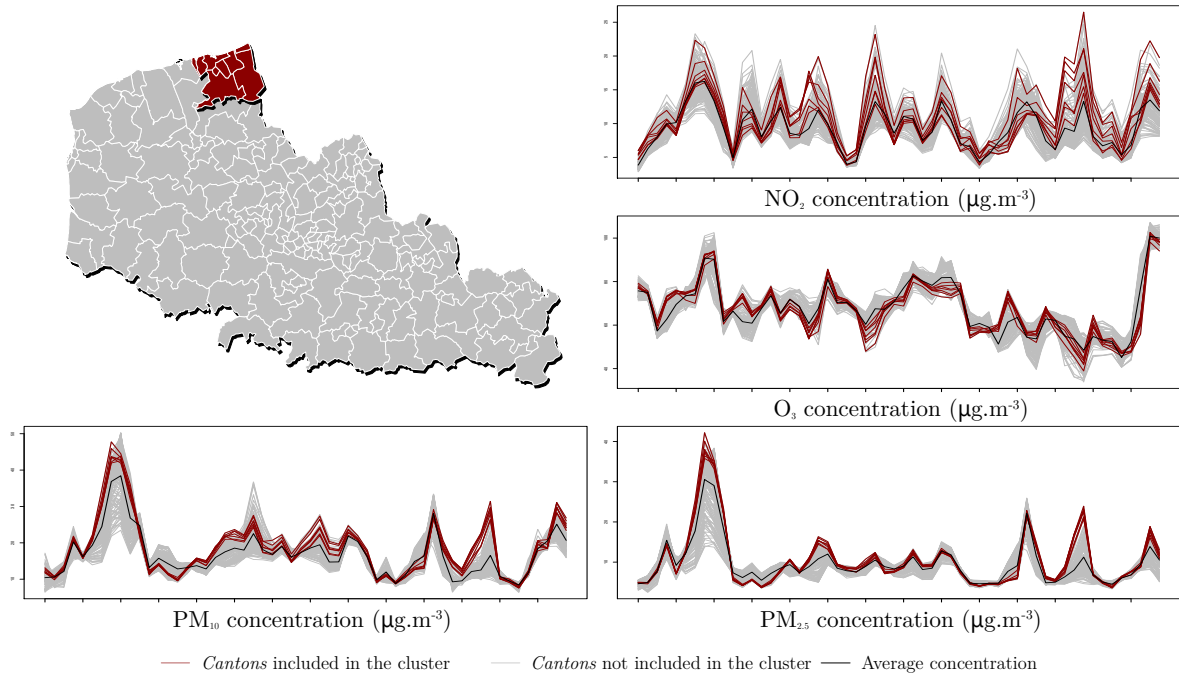 NO₂ concentration (µg.m⁻³)
O₃ concentration (µg.m⁻³)
PM₁₀ concentration (µg.m⁻³)
PM₂.₅ concentration (µg.m⁻³)
Cantons included in the cluster
Cantons not included in the cluster
Average concentration